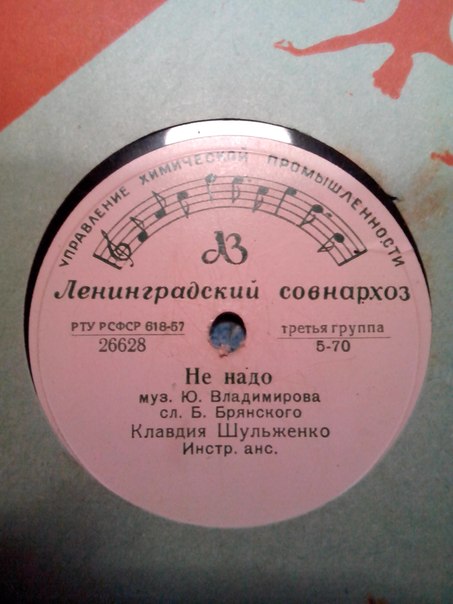 УПРАВЛЕНИЕ ХИМИЧЕСКОЙ ПРОМЫШЛЕННОСТИ
АЗ
Ленинградский совнархоз
РТУ РСФСР 618-57 третья группа
26628 5-70
Не надо
муз. Ю. Владимирова
сл. Б. Брянского
Клавдия Шульженко
Инстр. анс.